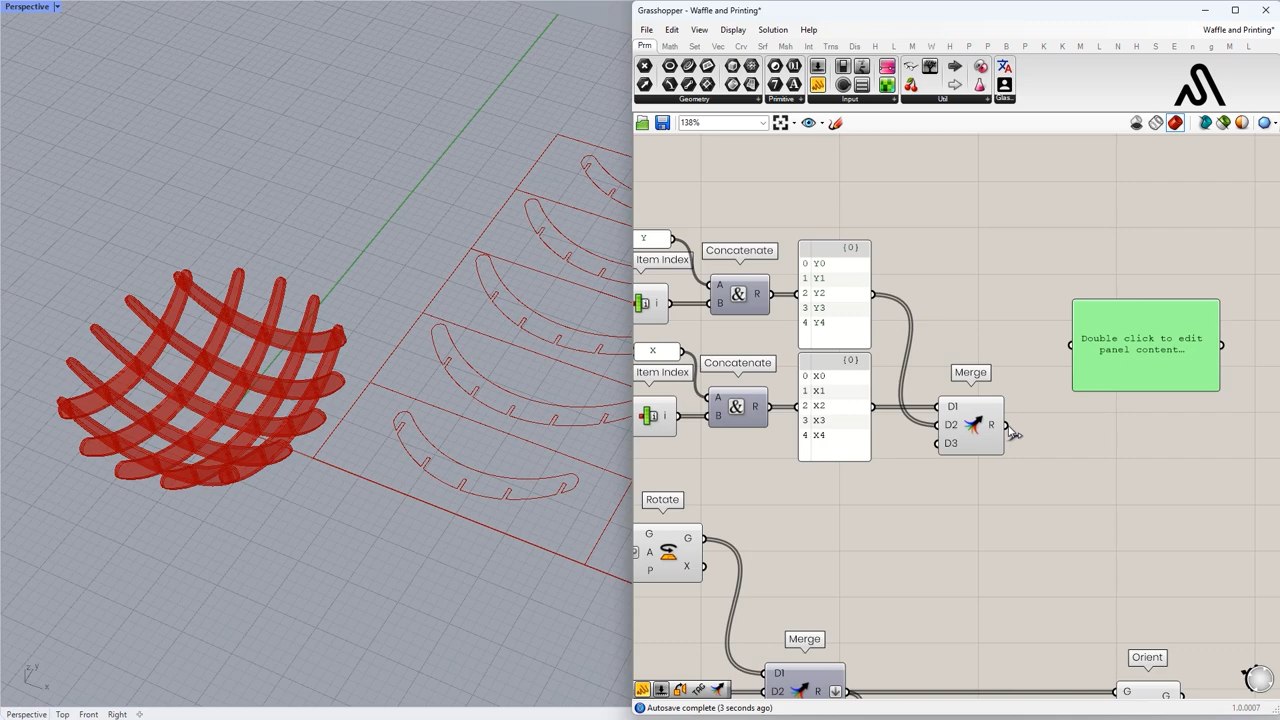 Perspective
Grasshopper - Waffle and Printing*
File Edit View Display Solution Help
Waffle and Printing*
Prm Math Set Vec Crv Srf Msh Int Trns Dis H L M W H P P B K K M L N H S E n g M L
Geometry Primitive Input Util Glas..
138%
Y
Concatenate
{0}
Item Index
0 Y0
1 Y1
2 Y2
3 Y3
4 Y4
A
B
R
i
Double click to edit
panel content…
X
Concatenate
{0}
Item Index
0 X0
1 X1
2 X2
3 X3
4 X4
A
B
R
i
Merge
D1
D2
D3
R
Rotate
G
A
P
G
X
Merge
D1
D2 R
Orient
G G
z y
x
Perspective Top Front Right
Autosave complete (3 seconds ago)
1.0.0007